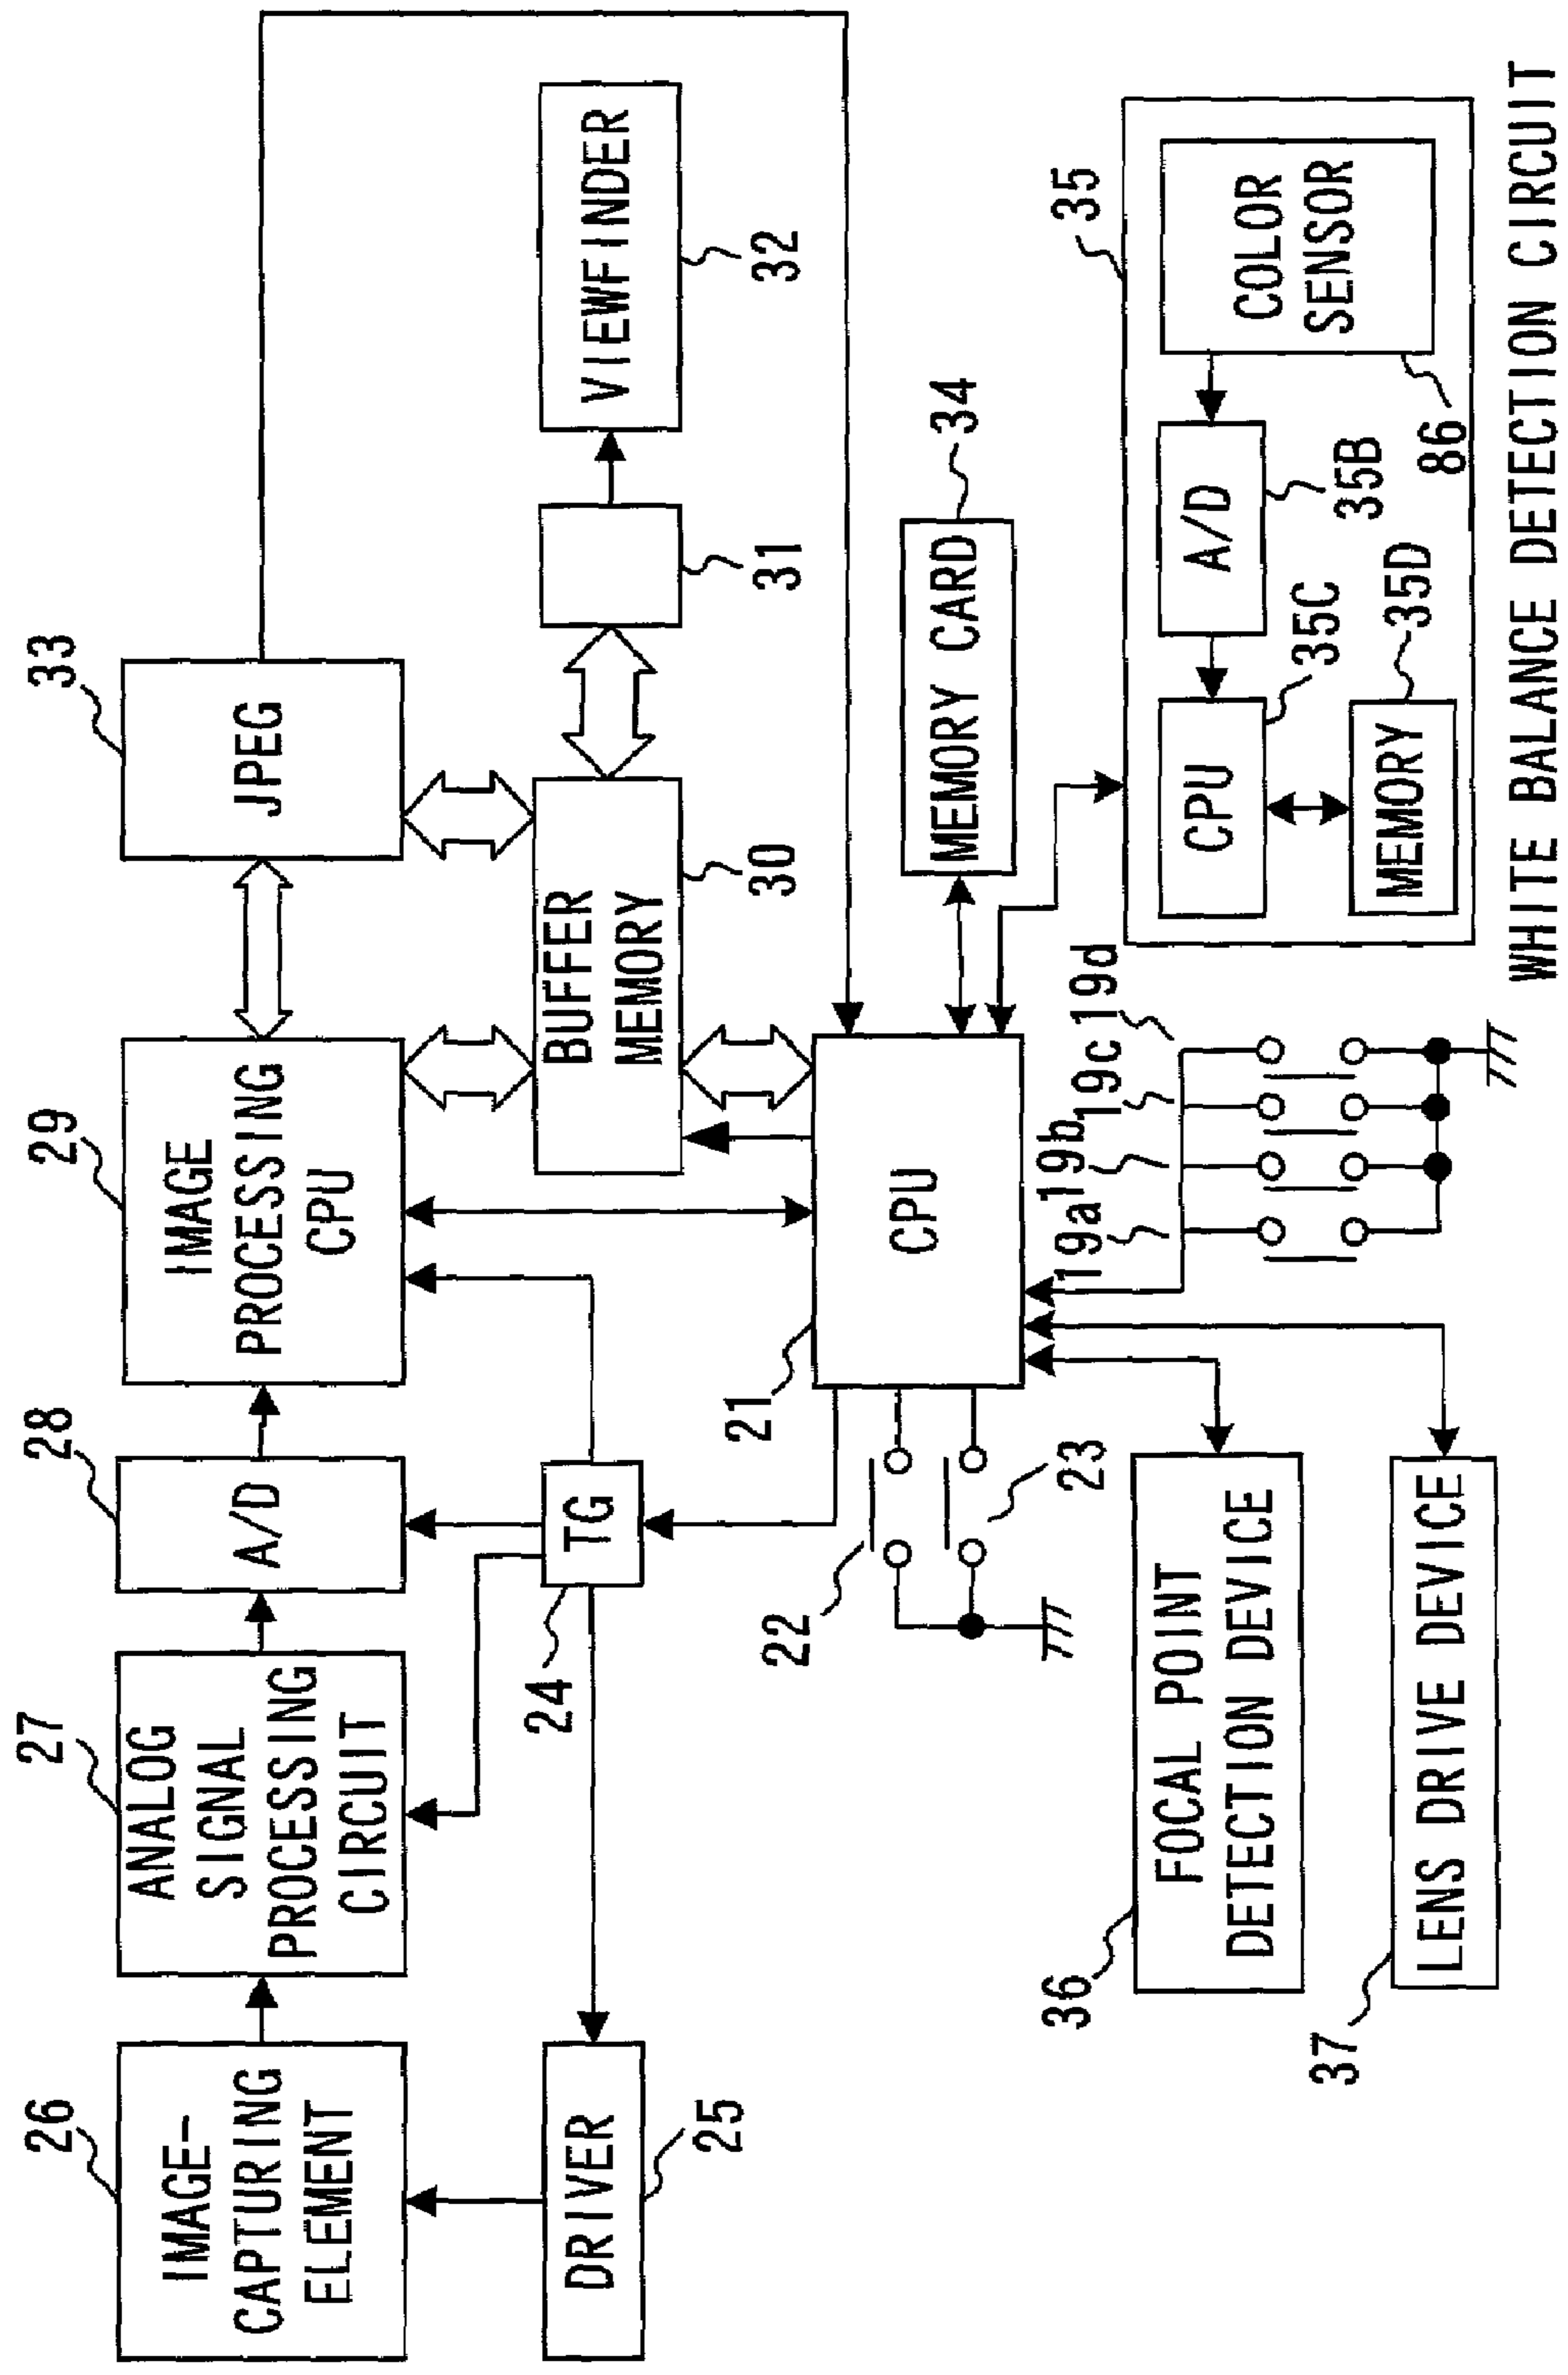 26
IMAGE-
CAPTURING
ELEMENT
27
ANALOG
SIGNAL
PROCESSING
CIRCUIT
28
A/D
29
IMAGE
PROCESSING
CPU
33
JPEG
DRIVER
25
24
TG
BUFFER
MEMORY
30
31
VIEWFINDER
32
22
23
21
CPU
MEMORY CARD
34
36
FOCAL POINT
DETECTION DEVICE
37
LENS DRIVE DEVICE
19a
19b
19c
19d
35
CPU
35C
A/D
35B
COLOR
SENSOR
86
MEMORY
35D
WHITE BALANCE DETECTION CIRCUIT